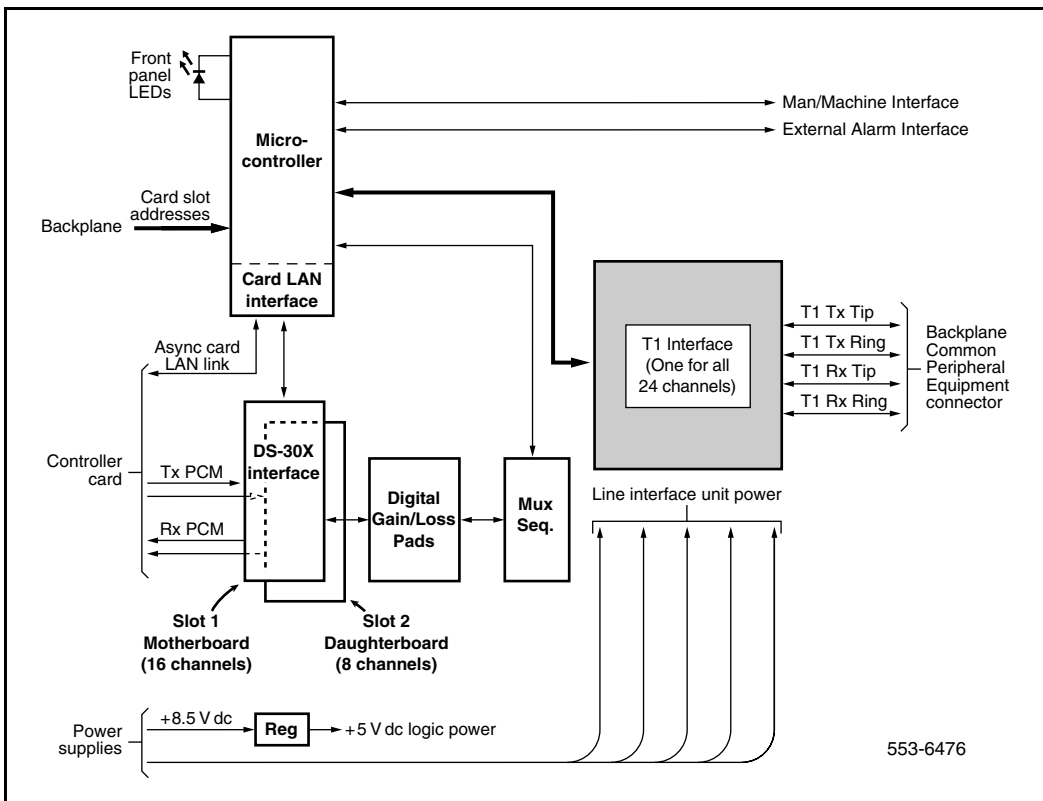 Front
panel
LEDs
Micro-
controller
Man/Machine Interface
External Alarm Interface
Card slot
addresses
Backplane
Card LAN
interface
Async card
LAN link
T1 Interface
(One for all
24 channels)
T1 Tx Tip
T1 Tx Ring
T1 Rx Tip
T1 Rx Ring
Backplane
Common
Peripheral
Equipment
connector
Controller
card
Tx PCM
Rx PCM
DS-30X
interface
Digital
Gain/Loss
Pads
Mux
Seq.
Line interface unit power
Slot 1
Motherboard
(16 channels)
Slot 2
Daughterboard
(8 channels)
Power
supplies
+8.5 V dc
Reg
+5 V dc logic power
553-6476